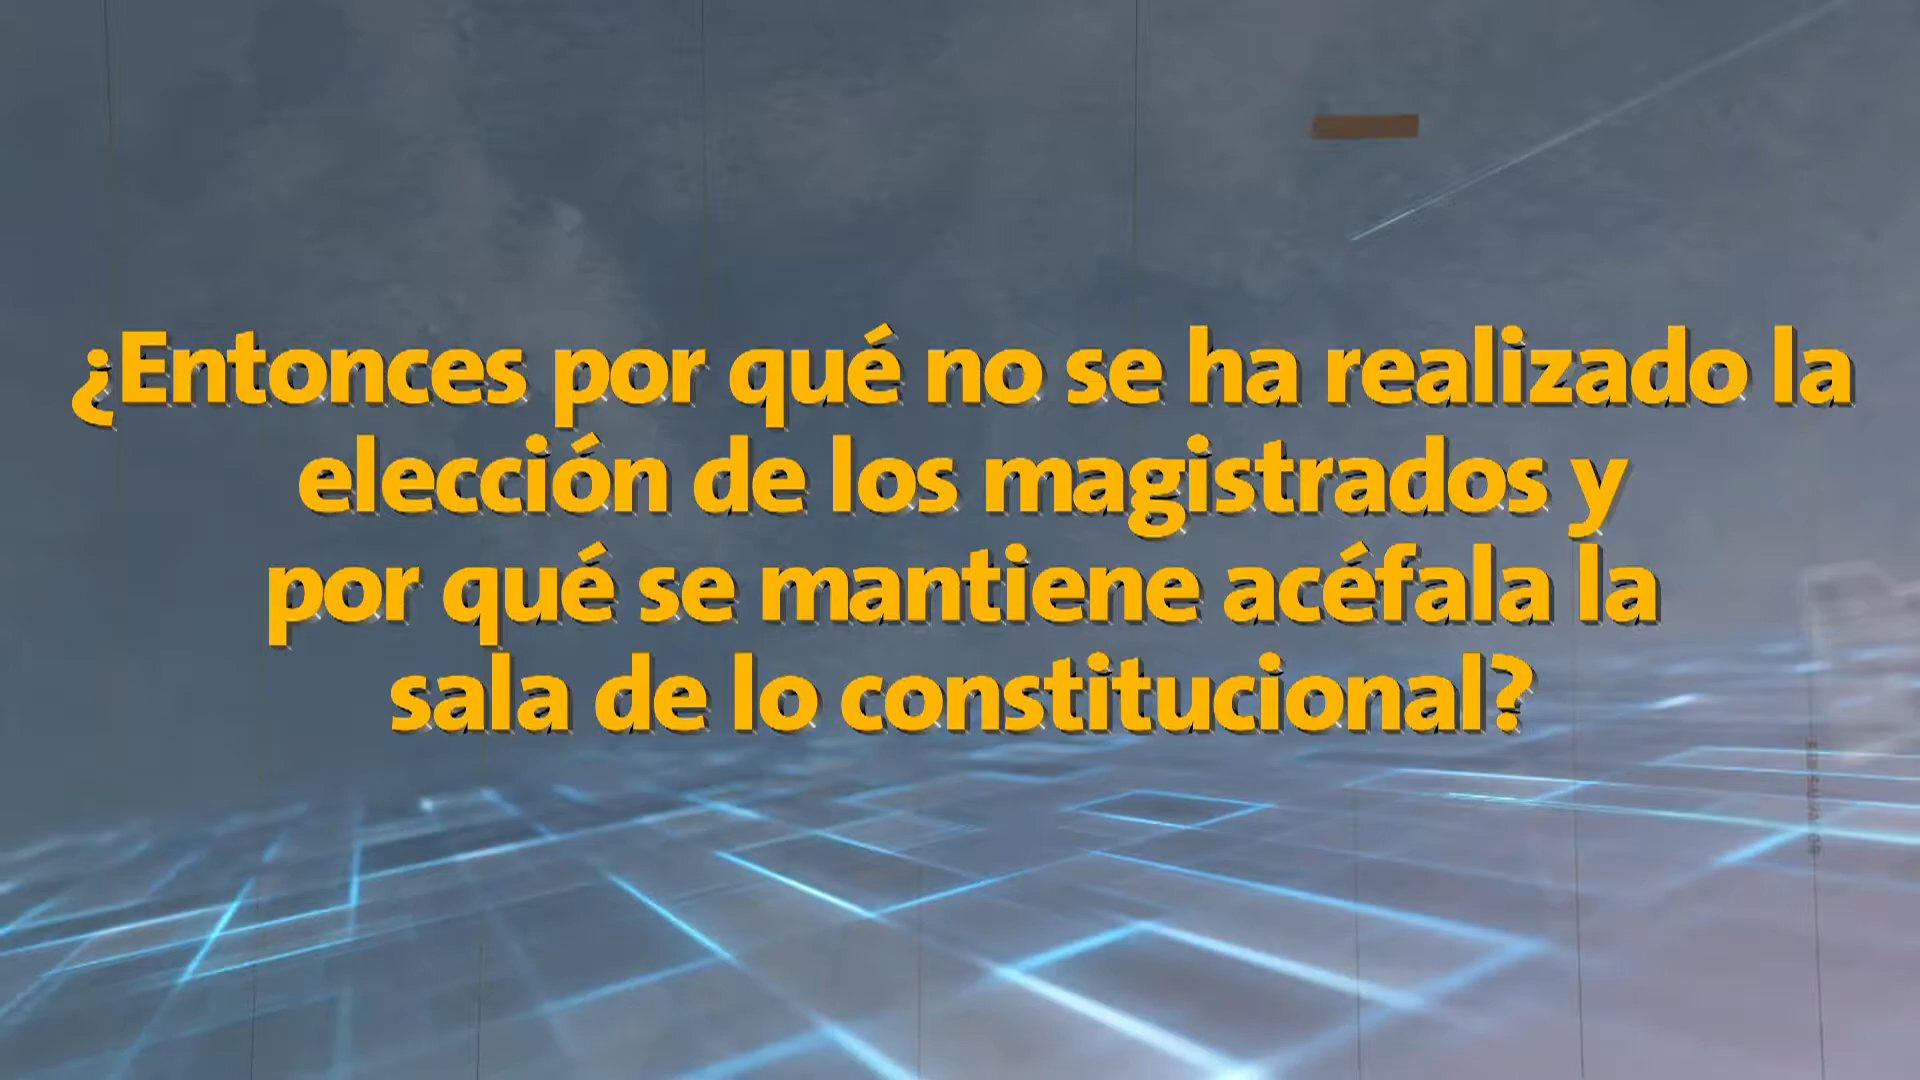 ¿Entonces por qué no se ha realizado la
elección de los magistrados y
por qué se mantiene acéfala la
sala de lo constitucional?